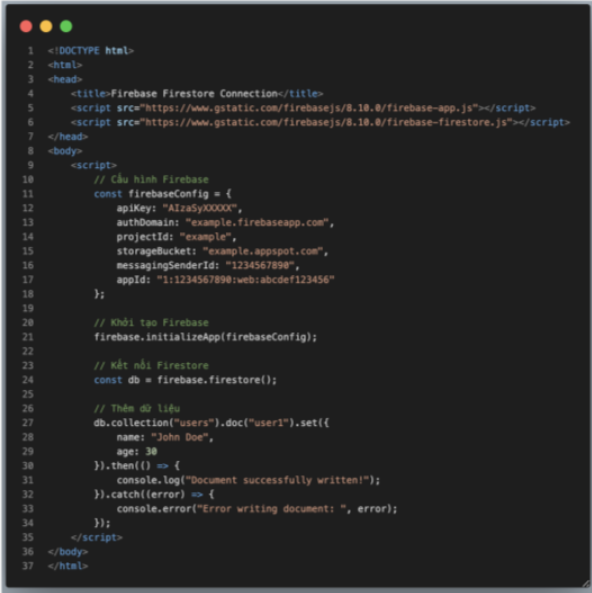 1 <!DOCTYPE html>
2 <html>
3 <head>
4 <title>Firebase Firestore Connection</title>
5 <script src="https://www.gstatic.com/firebasejs/8.10.0/firebase-app.js"></script>
6 <script src="https://www.gstatic.com/firebasejs/8.10.0/firebase-firestore.js"></script>
7 </head>
8 <body>
9 <script>
10 // Cấu hình Firebase
11 const firebaseConfig = {
12 apiKey: "AIzaSyXXXXX",
13 authDomain: "example.firebaseapp.com",
14 projectId: "example",
15 storageBucket: "example.appspot.com",
16 messagingSenderId: "1234567890",
17 appId: "1:1234567890:web:abcdef123456"
18 };
19
20 // Khởi tạo Firebase
21 firebase.initializeApp(firebaseConfig);
22
23 // Kết nối Firestore
24 const db = firebase.firestore();
25
26 // Thêm dữ liệu
27 db.collection("users").doc("user1").set({
28 name: "John Doe",
29 age: 30
30 }).then(() => {
31 console.log("Document successfully written!");
32 }).catch((error) => {
33 console.error("Error writing document: ", error);
34 });
35 </script>
36 </body>
37 </html>